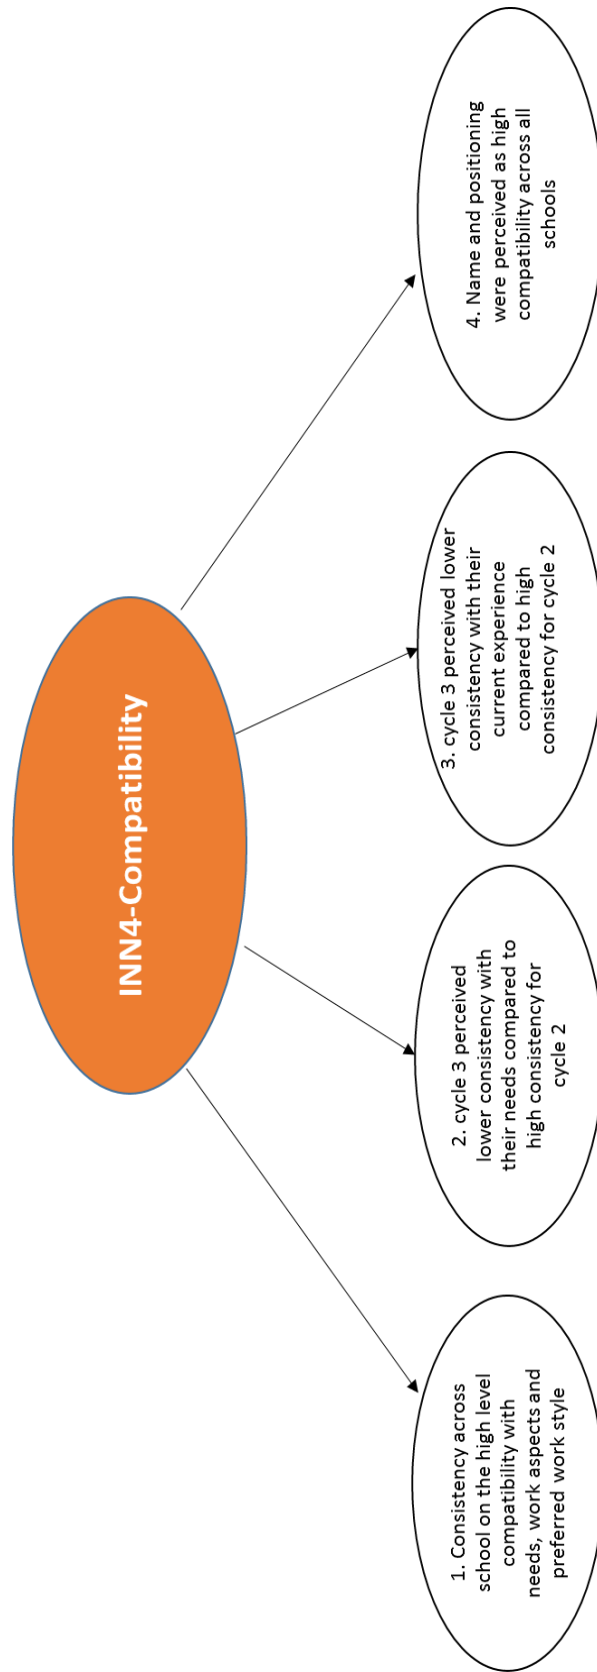 INN4-Compatibility
1. Consistency across
school on the high level
compatibility with
needs, work aspects and
preferred work style
2. cycle 3 perceived
lower consistency with
their needs compared to
high consistency for
cycle 2
3. cycle 3 perceived lower
consistency with their
current experience
compared to high
consistency for cycle 2
4. Name and positioning
were perceived as high
compatibility across all
schools